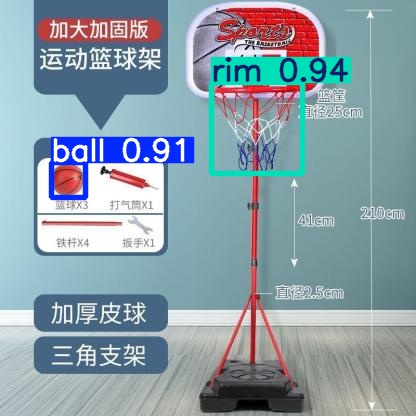 加大加固版
运动篮球架
Sports
THE BASKETBALL
rim 0.94
篮筐
直径25cm
ball 0.91
篮球X3
打气筒X1
铁杆X4
扳手X1
41cm
210cm
直径2.5cm
加厚皮球
三角支架